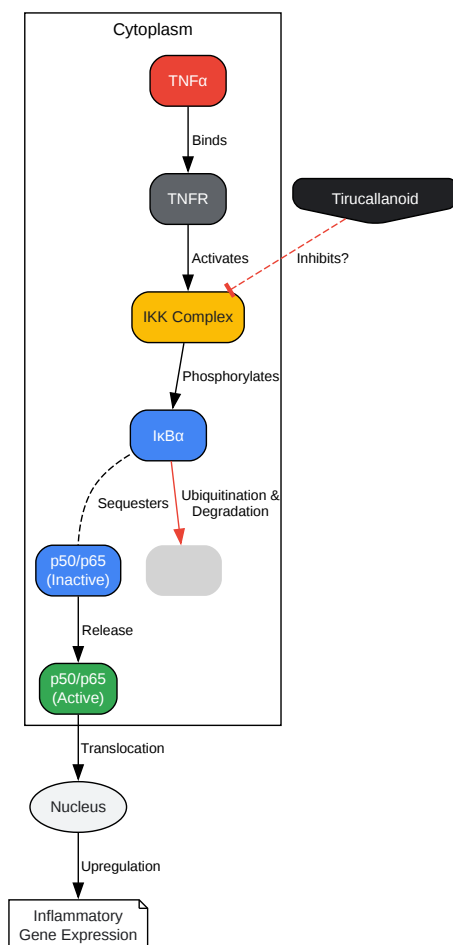 Cytoplasm
TNFα
Binds
TNFR
Tirucallanoid
Activates
Inhibits?
IKK Complex
Phosphorylates
IκBα
Sequesters
Ubiquitination &
Degradation
p50/p65
(Inactive)
Release
p50/p65
(Active)
Translocation
Nucleus
Upregulation
Inflammatory
Gene Expression